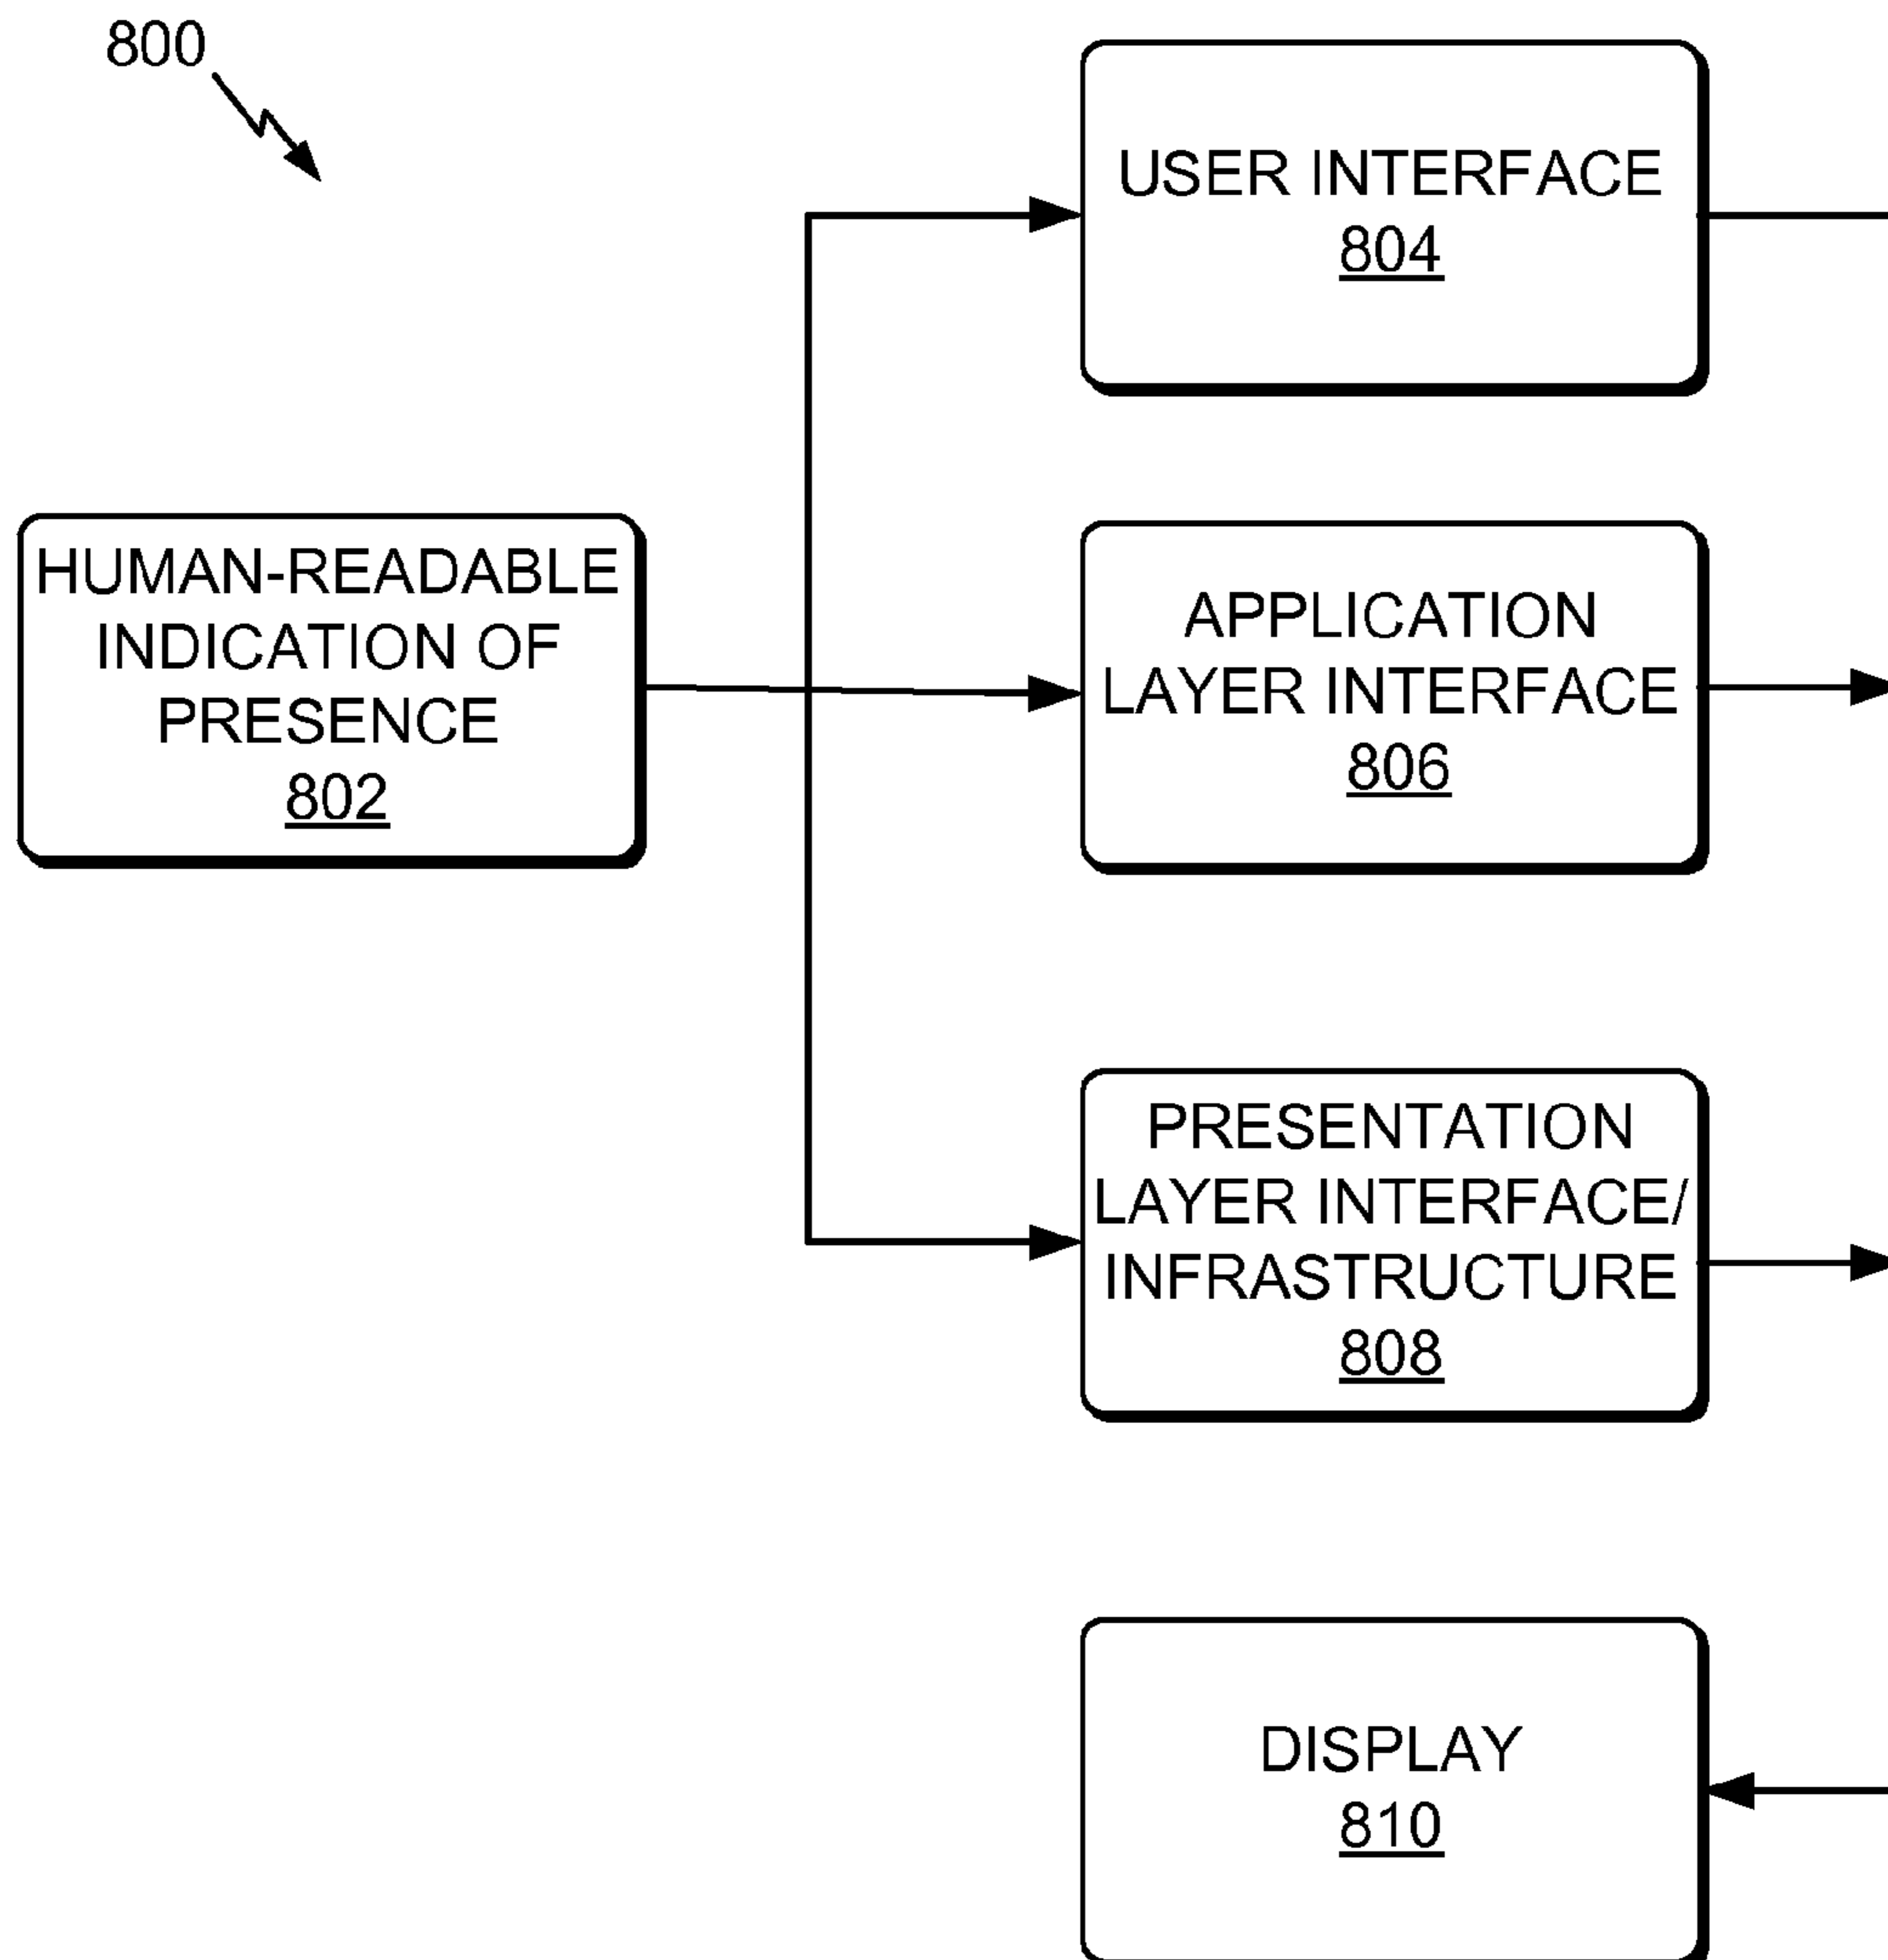 800
USER INTERFACE
804
HUMAN-READABLE
INDICATION OF
PRESENCE
802
APPLICATION
LAYER INTERFACE
806
PRESENTATION
LAYER INTERFACE/
INFRASTRUCTURE
808
DISPLAY
810